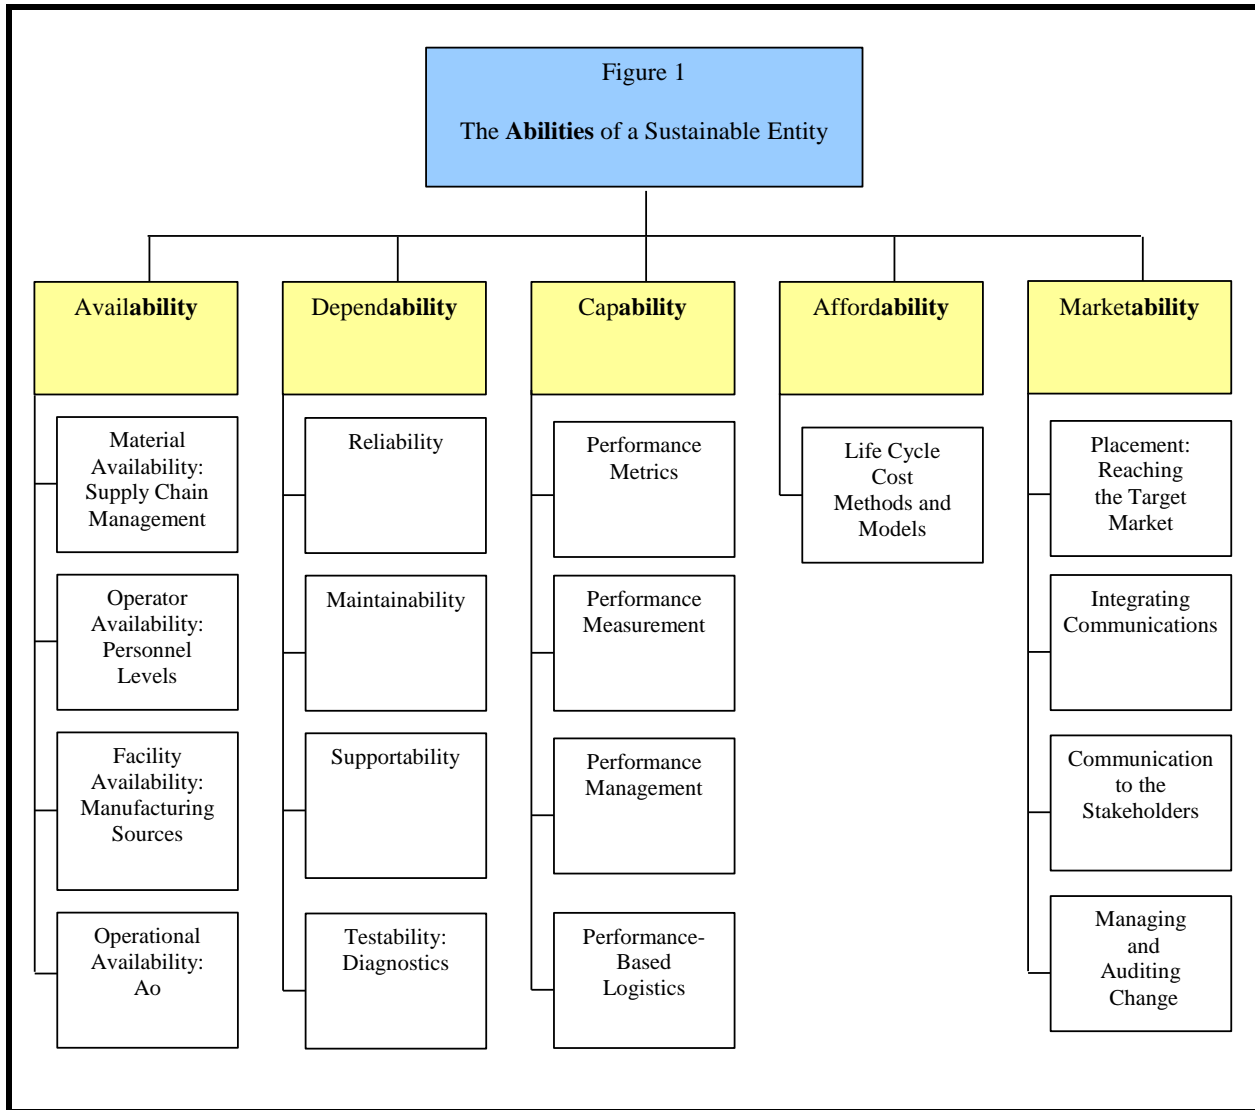 Figure 1
The Abilities of a Sustainable Entity
Availability
Dependability
Capability
Affordability
Marketability
Material
Availability:
Supply Chain
Management
Operator
Availability:
Personnel
Levels
Facility
Availability:
Manufacturing
Sources
Operational
Availability:
Ao
Reliability
Maintainability
Supportability
Testability:
Diagnostics
Performance
Metrics
Performance
Measurement
Performance
Management
Performance-
Based
Logistics
Life Cycle
Cost
Methods and
Models
Placement:
Reaching
the Target
Market
Integrating
Communications
Communication
to the
Stakeholders
Managing
and
Auditing
Change